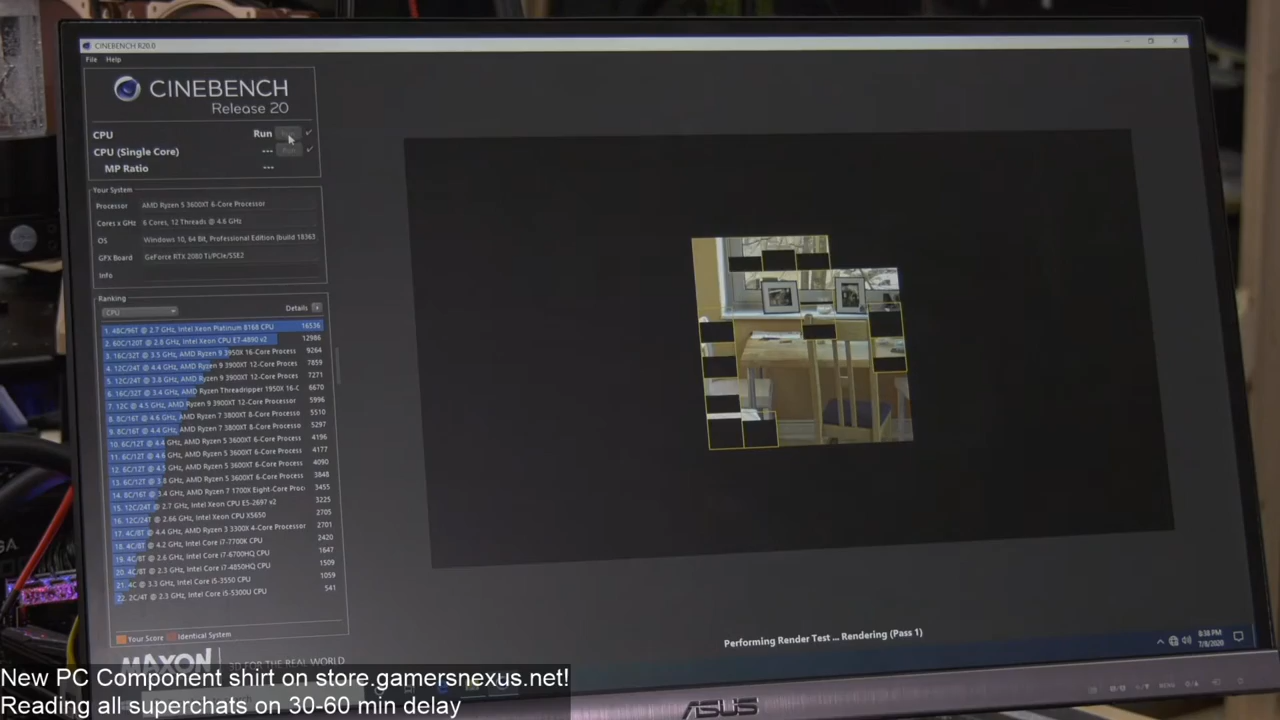 CINEBENCH R20.0
File Help
CINEBENCH
Release 20
CPU Run
CPU (Single Core) --- Run
MP Ratio ---
Your System
Processor AMD Ryzen 5 3600XT 6-Core Processor
Cores x GHz 6 Cores, 12 Threads @ 4.6 GHz
OS Windows 10, 64 Bit, Professional Edition (build 18363
GFX Board GeForce RTX 2080 Ti/PCIe/SSE2
Info
Ranking
CPU Details
1. 48C/96T @ 2.7 GHz, Intel Xeon Platinum 8168 CPU 16536
2. 60C/120T @ 2.8 GHz, Intel Xeon CPU E7-4890 v2 12986
3. 16C/32T @ 3.5 GHz, AMD Ryzen 9 3950X 16-Core Process 9264
4. 12C/24T @ 4.4 GHz, AMD Ryzen 9 3900XT 12-Core Proces 7859
5. 12C/24T @ 3.8 GHz, AMD Ryzen 9 3900XT 12-Core Proces 7271
6. 16C/32T @ 3.4 GHz, AMD Ryzen Threadripper 1950X 16-C 6670
7. 12C @ 4.5 GHz, AMD Ryzen 9 3900XT 12-Core Processor 5996
8. 8C/16T @ 4.6 GHz, AMD Ryzen 7 3800XT 8-Core Processo 5510
9. 8C/16T @ 4.4 GHz, AMD Ryzen 7 3800XT 8-Core Processo 5297
10. 6C/12T @ 4.4 GHz, AMD Ryzen 5 3600XT 6-Core Process 4196
11. 6C/12T @ 4.6 GHz, AMD Ryzen 5 3600XT 6-Core Process 4177
12. 6C/12T @ 4.5 GHz, AMD Ryzen 5 3600XT 6-Core Process 4090
13. 6C/12T @ 3.8 GHz, AMD Ryzen 5 3600XT 6-Core Process 3848
14. 8C/16T @ 3.4 GHz, AMD Ryzen 7 1700X Eight-Core Proc 3455
15. 12C/24T @ 2.7 GHz, Intel Xeon CPU E5-2697 v2 3225
16. 12C/24T @ 2.66 GHz, Intel Xeon CPU X5650 2705
17. 4C/8T @ 4.4 GHz, AMD Ryzen 3 3300X 4-Core Processor 2701
18. 4C/8T @ 4.2 GHz, Intel Core i7-7700K CPU 2420
19. 4C/8T @ 2.6 GHz, Intel Core i7-6700HQ CPU 1647
20. 4C/8T @ 2.3 GHz, Intel Core i7-4850HQ CPU 1509
21. 4C @ 3.3 GHz, Intel Core i5-3550 CPU 1059
22. 2C/4T @ 2.3 GHz, Intel Core i5-5300U CPU 541
Your Score Identical System
MAXON 3D FOR THE REAL WORLD
Performing Render Test ... Rendering (Pass 1)
8:38 PM
7/8/2020
ASUS
New PC Component shirt on store.gamersnexus.net!
Reading all superchats on 30-60 min delay